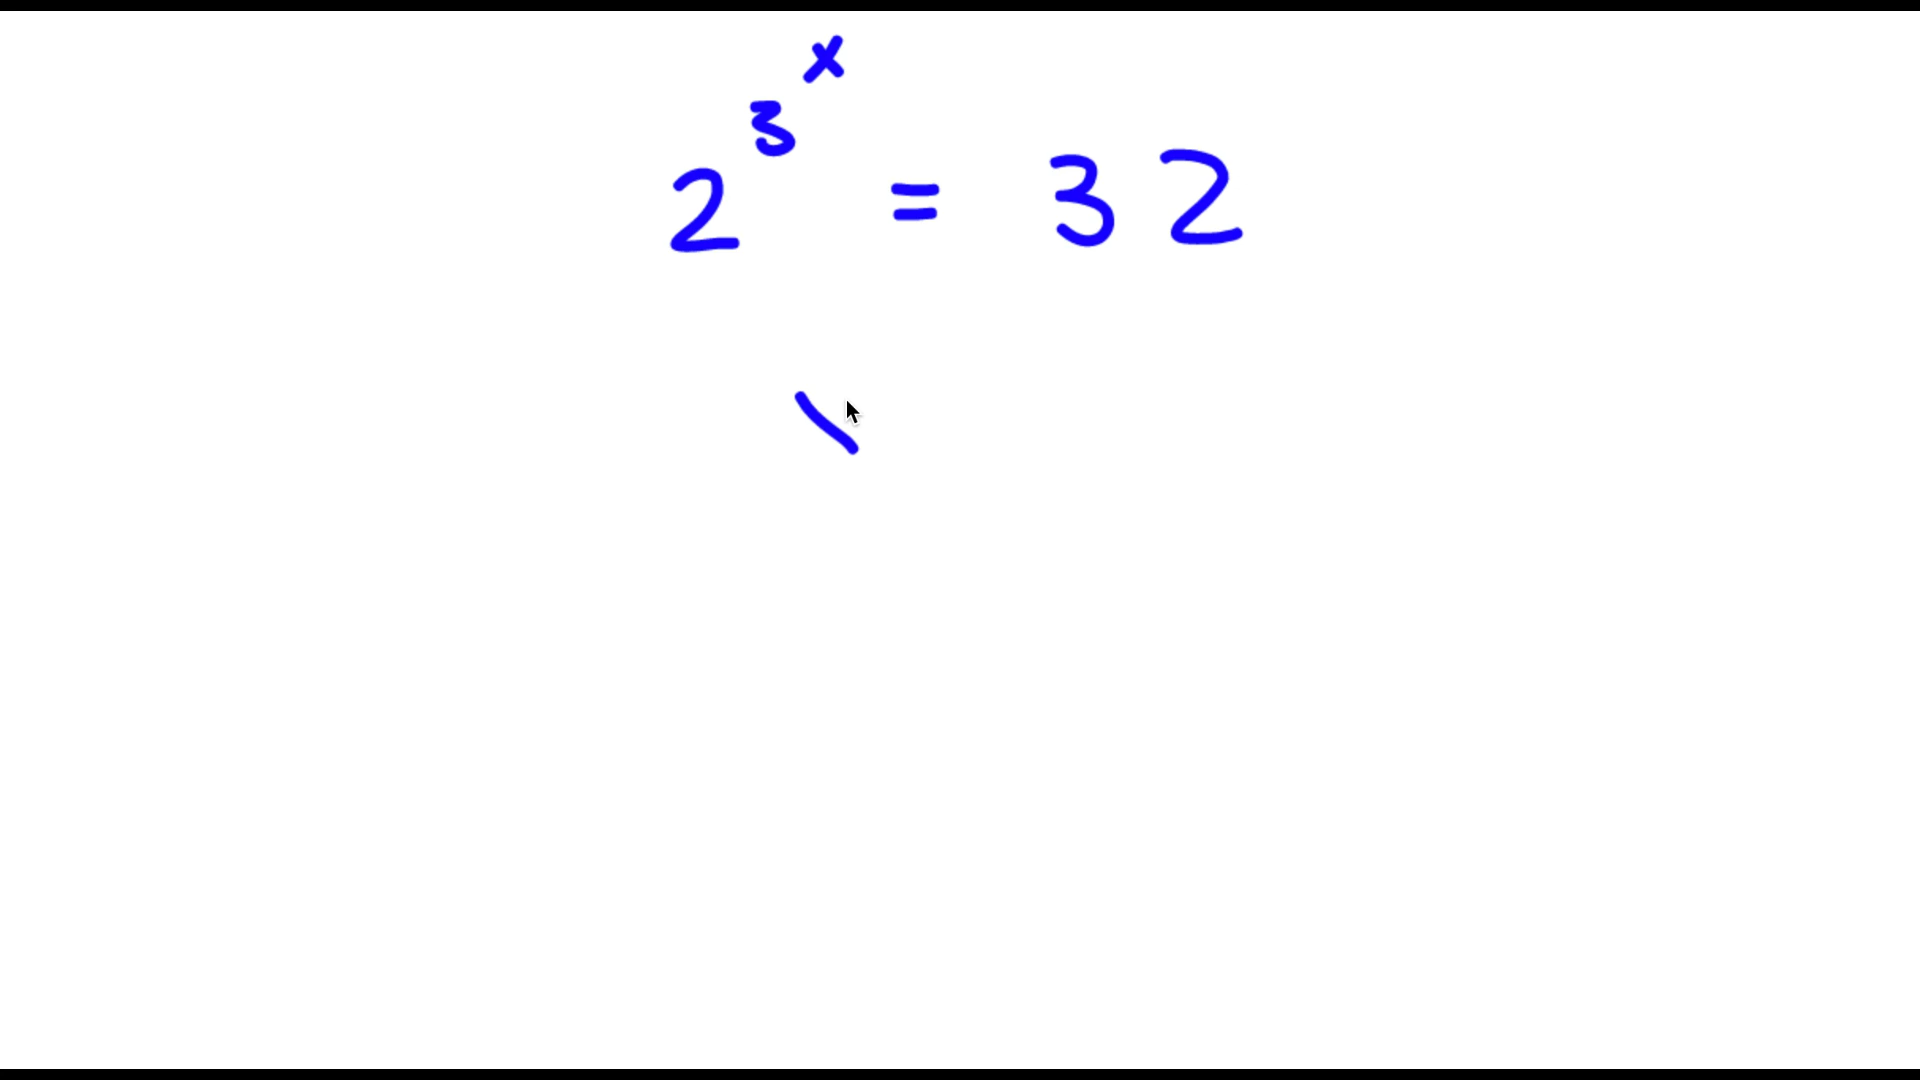 2^3^x = 32
\